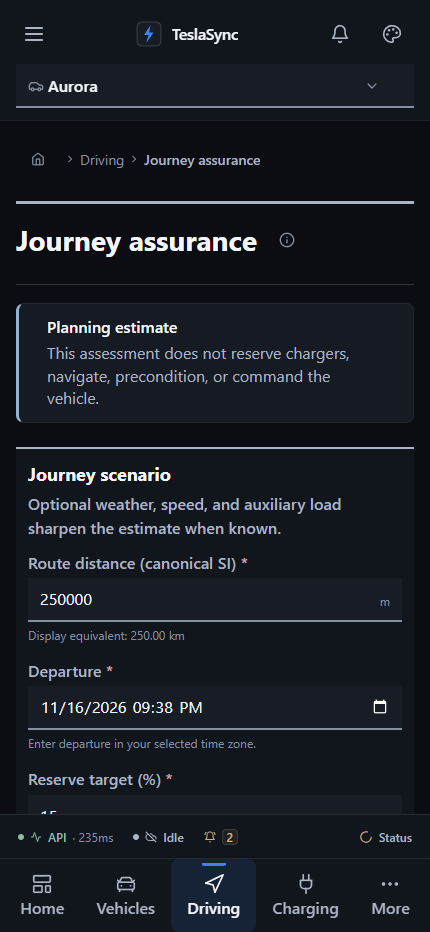 TeslaSync
Aurora
Driving
Journey assurance
Journey assurance
Planning estimate
This assessment does not reserve chargers,
navigate, precondition, or command the
vehicle.
Journey scenario
Optional weather, speed, and auxiliary load
sharpen the estimate when known.
Route distance (canonical SI) *
250000 m
Display equivalent: 250.00 km
Departure *
11/16/2026 09:38 PM
Enter departure in your selected time zone.
Reserve target (%) *
15
API · 235ms Idle 2 Status
Home Vehicles Driving Charging More